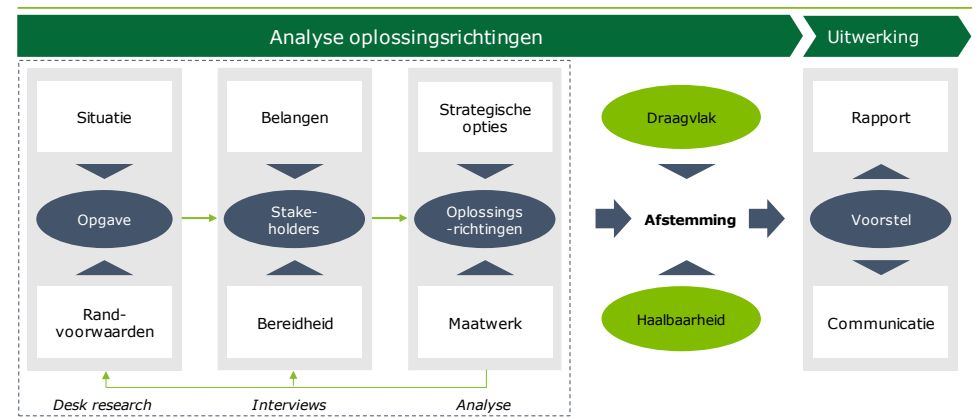 Analyse oplossingsrichtingen
Uitwerking
Situatie
Belangen
Strategische
opties
Draagvlak
Rapport
Opgave
Stake-
holders
Oplossings
-richtingen
Afstemming
Voorstel
Rand-
voorwaarden
Bereidheid
Maatwerk
Haalbaarheid
Communicatie
Desk research
Interviews
Analyse